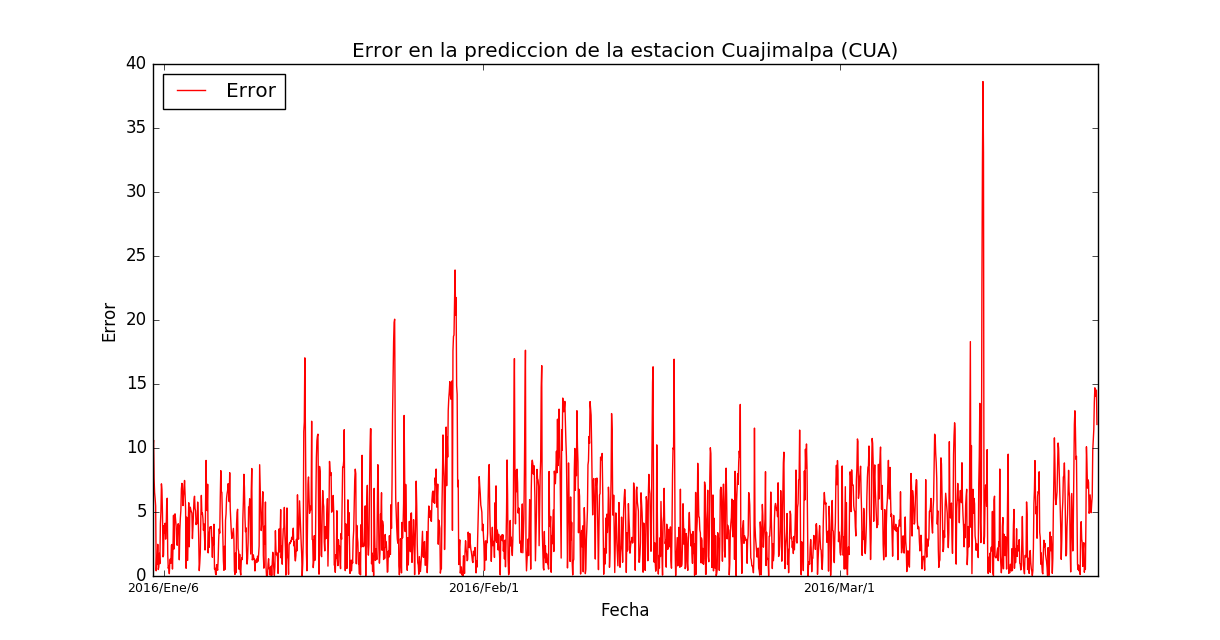 Error en la prediccion de la estacion Cuajimalpa (CUA)
Error
40
35
30
25
20
15
10
5
0
Error
2016/Ene/6
2016/Feb/1
2016/Mar/1
Fecha